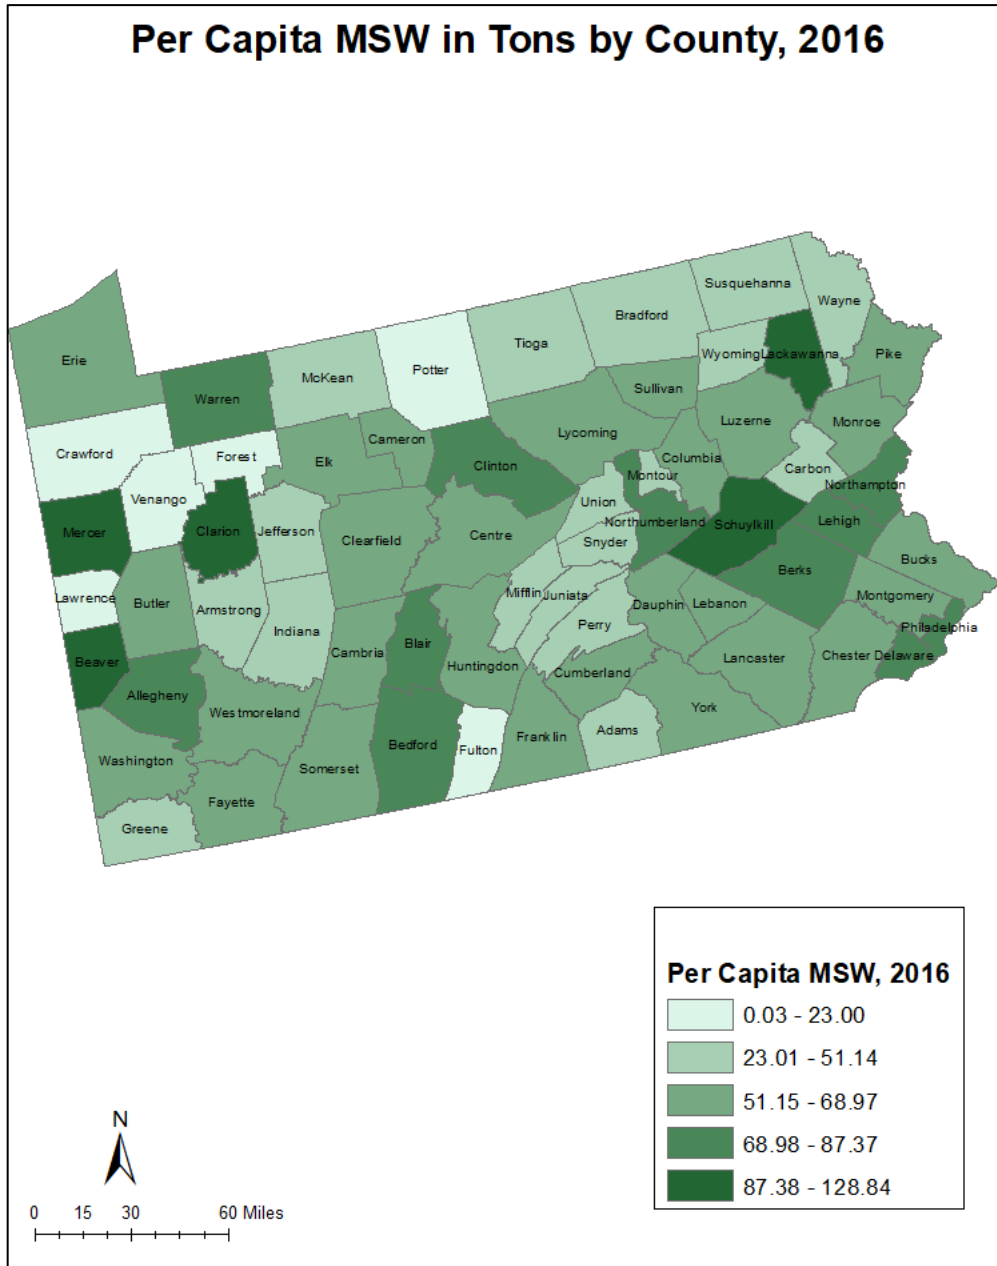 Per Capita MSW in Tons by County, 2016
Susquehanna
Wayne
Bradford
Tioga
Wyoming
Lackawanna
Pike
Erie
Potter
McKean
Sullivan
Warren
Luzerne
Monroe
Lycoming
Cameron
Crawford
Forest
Elk
Clinton
Columbia
Carbon
Montour
Northampton
Venango
Union
Northumberland
Schuylkill
Lehigh
Mercer
Clarion
Jefferson
Clearfield
Centre
Snyder
Bucks
Berks
Lawrence
Butler
Armstrong
Mifflin
Juniata
Dauphin
Lebanon
Montgomery
Indiana
Perry
Philadelphia
Beaver
Cambria
Blair
Huntingdon
Cumberland
Lancaster
Chester
Delaware
Allegheny
Westmoreland
York
Bedford
Fulton
Franklin
Adams
Washington
Somerset
Fayette
Greene
Per Capita MSW, 2016
0.03 - 23.00
23.01 - 51.14
51.15 - 68.97
68.98 - 87.37
87.38 - 128.84
N
0 15 30 60 Miles